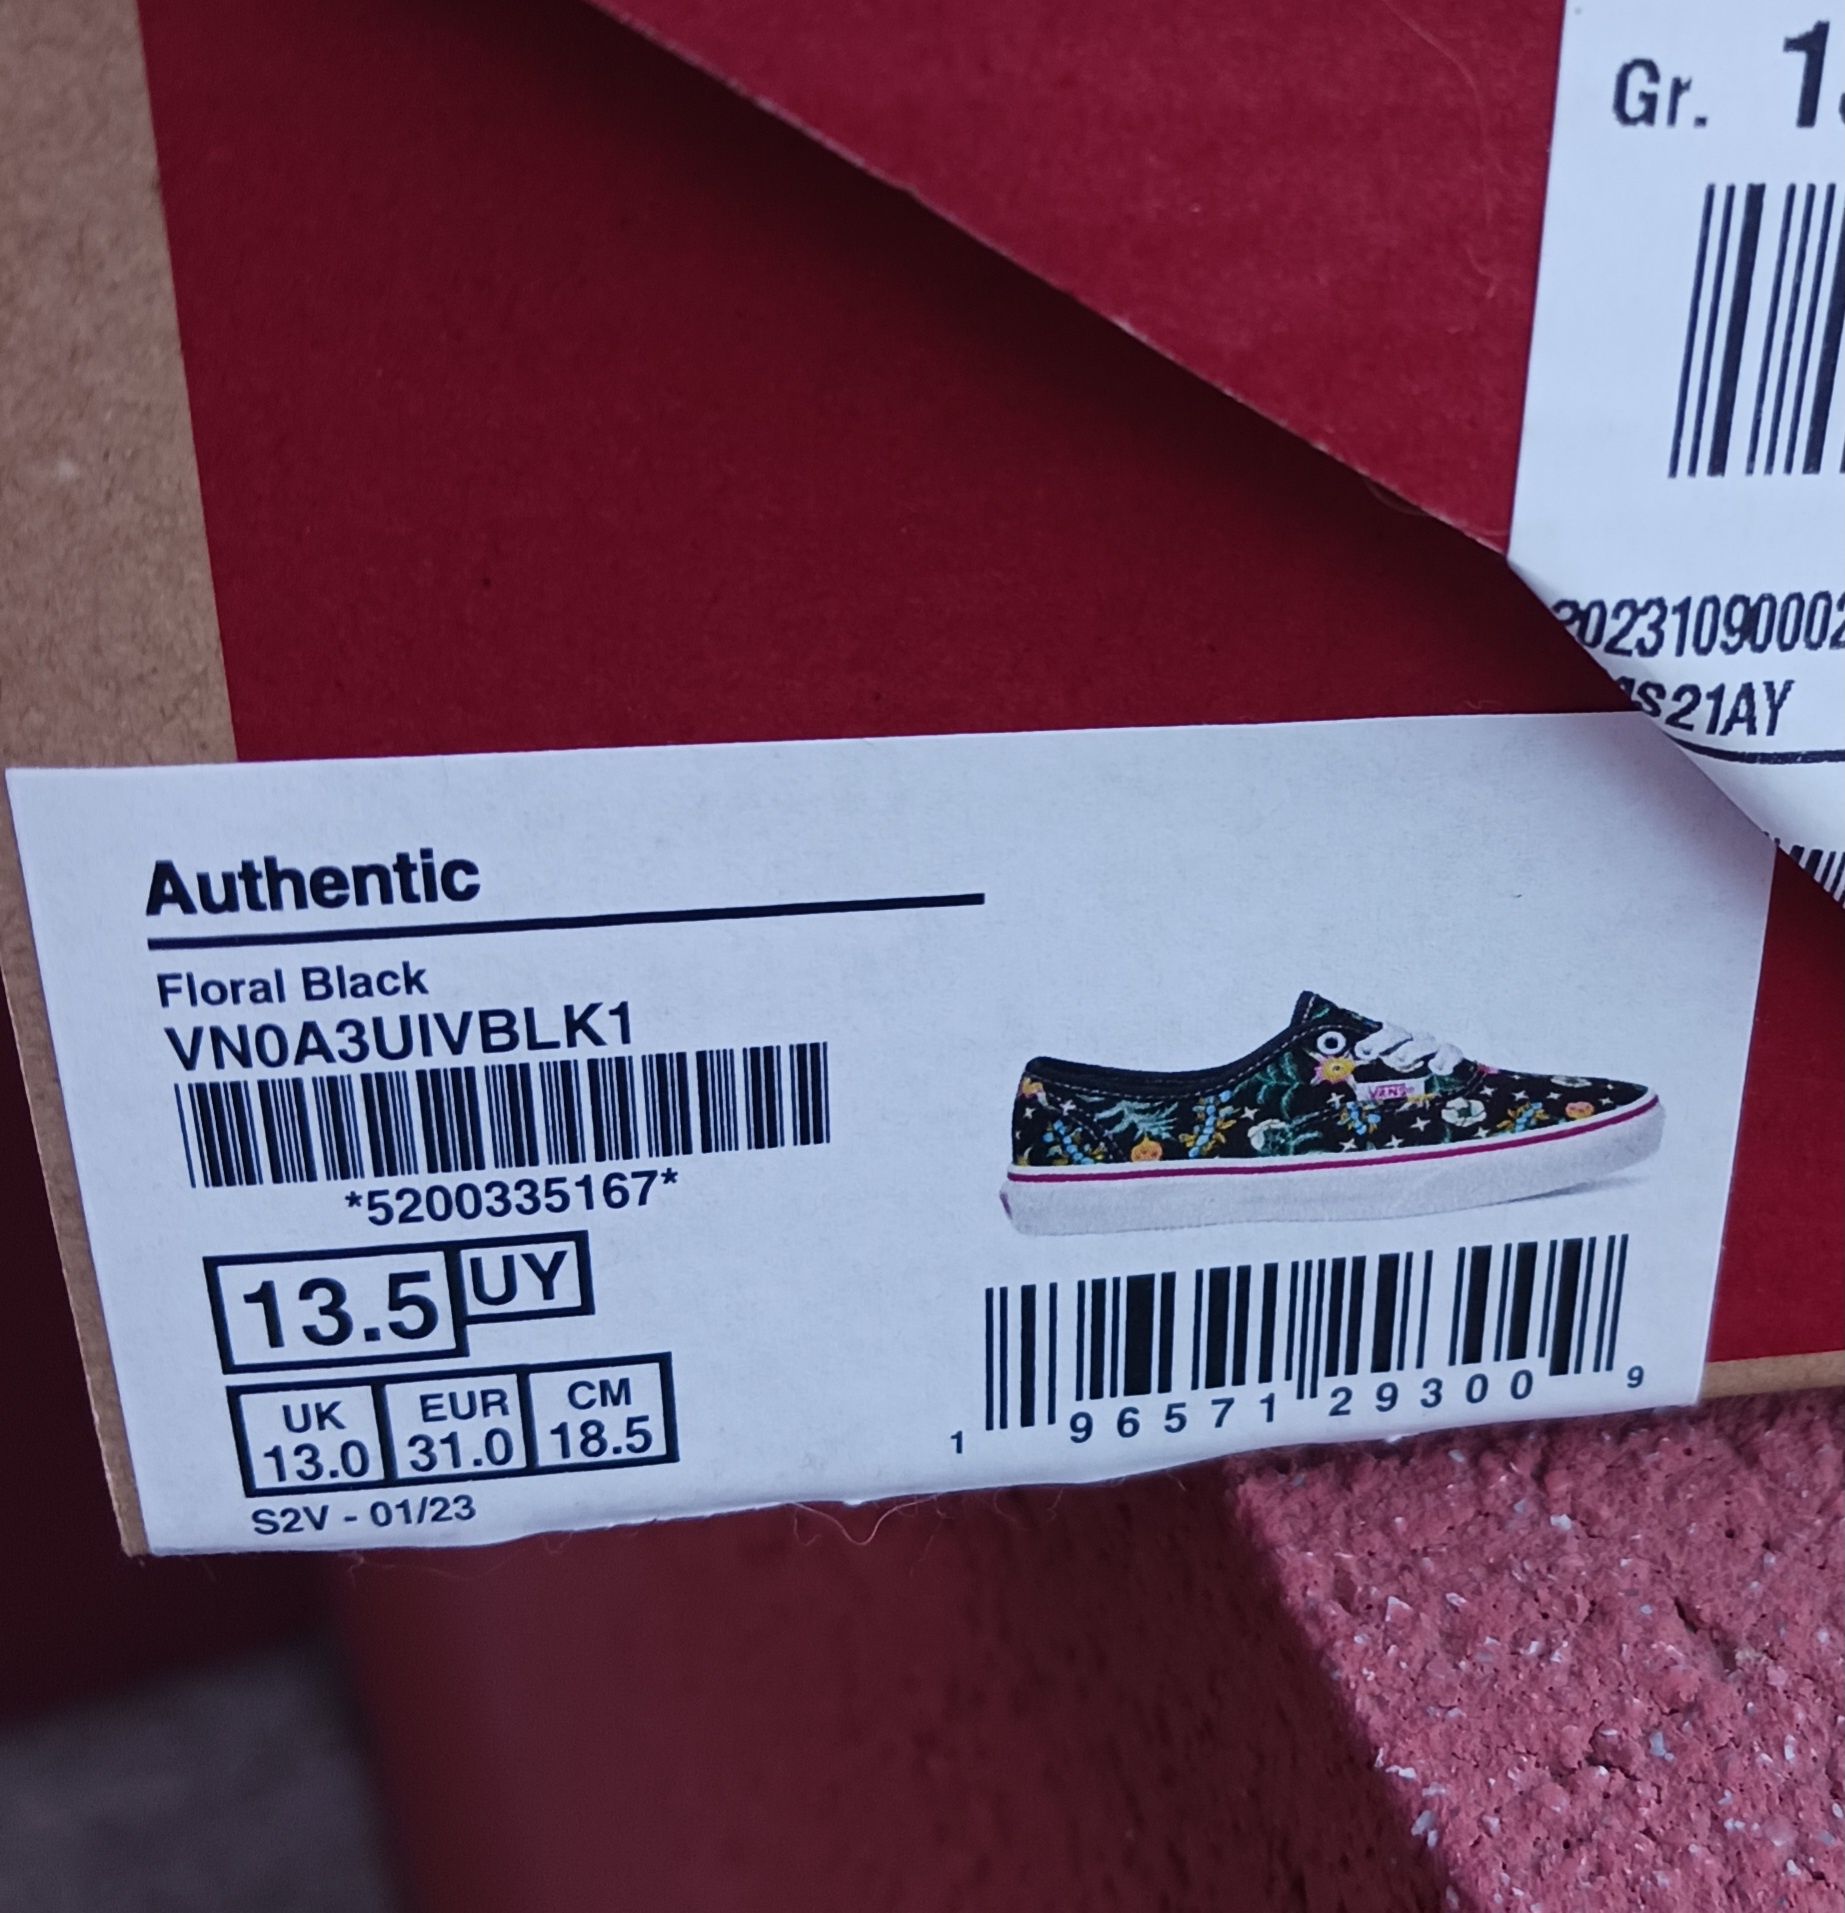 Gr.
S21AY
Authentic
Floral Black
VN0A3UIVBLK1
*5200335167*
13.5 UY
UK EUR CM
13.0 31.0 18.5
S2V - 01/23
VANS
1 96571 29300 9